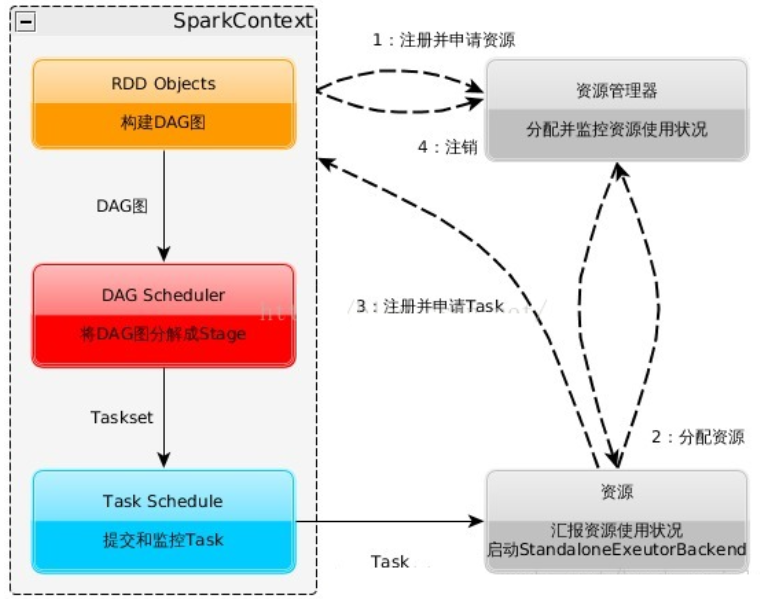 SparkContext
1：注册并申请资源
RDD Objects
构建DAG图
资源管理器
分配并监控资源使用状况
4：注销
DAG图
DAG Scheduler
将DAG图分解成Stage
3：注册并申请Task
Taskset
2：分配资源
Task Schedule
提交和监控Task
资源
汇报资源使用状况
启动StandaloneExeutorBackend
Task